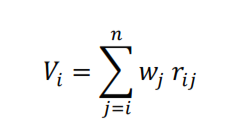 V_i = \sum_{j=i}^{n} w_j r_{ij}